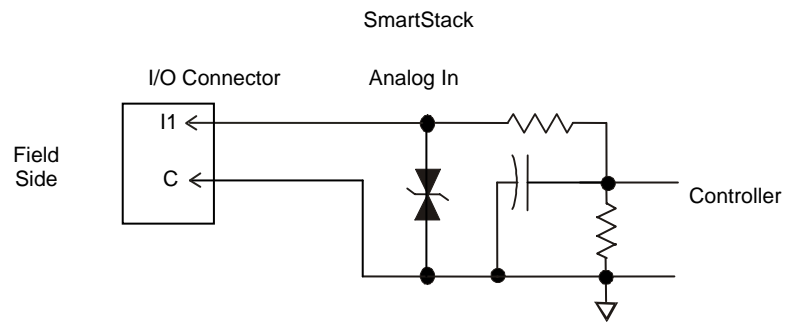 SmartStack
I/O Connector
Analog In
I1
Field
Side
C
Controller